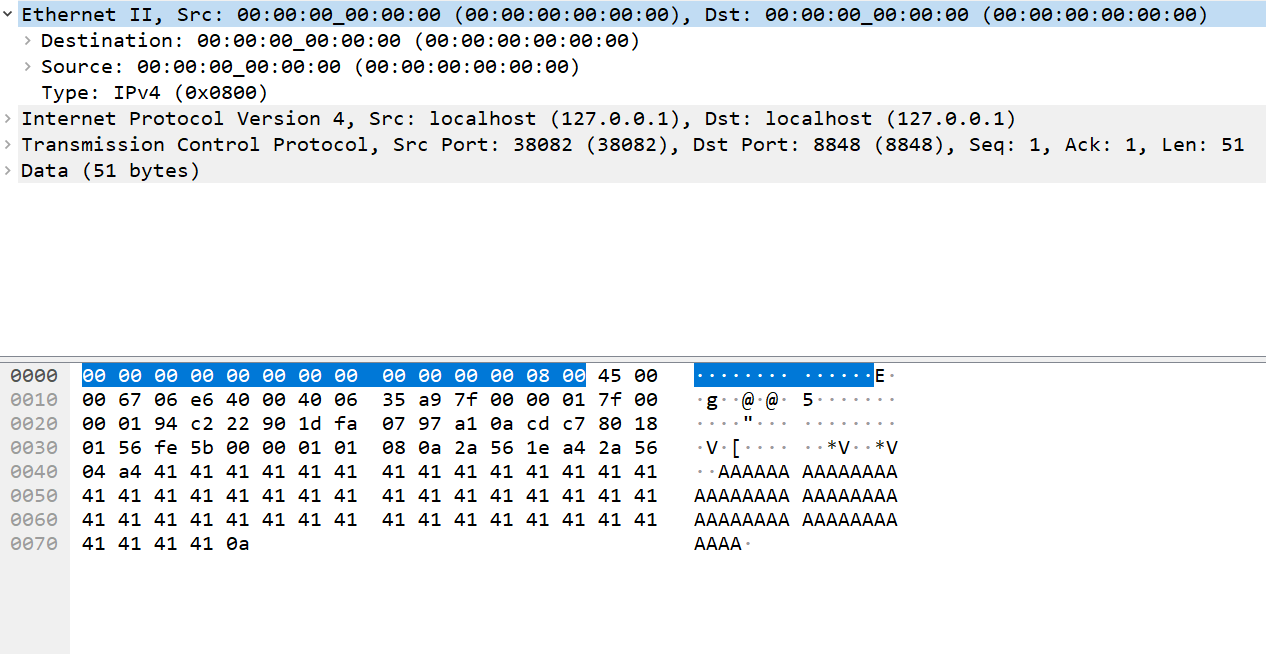 Ethernet II, Src: 00:00:00_00:00:00 (00:00:00:00:00:00), Dst: 00:00:00_00:00:00 (00:00:00:00:00:00)
Destination: 00:00:00_00:00:00 (00:00:00:00:00:00)
Source: 00:00:00_00:00:00 (00:00:00:00:00:00)
Type: IPv4 (0x0800)
Internet Protocol Version 4, Src: localhost (127.0.0.1), Dst: localhost (127.0.0.1)
Transmission Control Protocol, Src Port: 38082 (38082), Dst Port: 8848 (8848), Seq: 1, Ack: 1, Len: 51
Data (51 bytes)
0000 00 00 00 00 00 00 00 00 00 00 00 00 08 00 45 00 ········ ······E·
0010 00 67 06 e6 40 00 40 06 35 a9 7f 00 00 01 7f 00 ·g··@·@· 5·······
0020 00 01 94 c2 22 90 1d fa 07 97 a1 0a cd c7 80 18 ····"··· ········
0030 01 56 fe 5b 00 00 01 01 08 0a 2a 56 1e a4 2a 56 ·V·[···· ··*V··*V
0040 04 a4 41 41 41 41 41 41 41 41 41 41 41 41 41 41 ··AAAAAA AAAAAAAA
0050 41 41 41 41 41 41 41 41 41 41 41 41 41 41 41 41 AAAAAAAA AAAAAAAA
0060 41 41 41 41 41 41 41 41 41 41 41 41 41 41 41 41 AAAAAAAA AAAAAAAA
0070 41 41 41 41 0a AAAA·